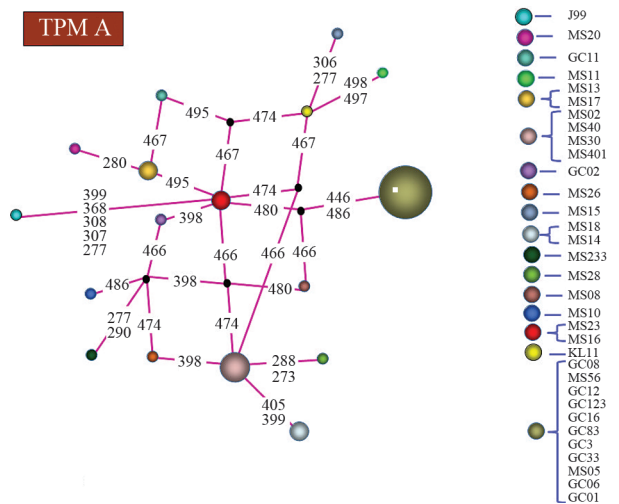 TPM A
306
277
498
497
495
474
467
467
467
280
495
474
446
486
399
368
308
307
277
480
398
466
466
466
466
486
398
480
277
290
474
474
398
288
273
405
399
J99
MS20
GC11
MS11
MS13
MS17
MS02
MS40
MS30
MS401
GC02
MS26
MS15
MS18
MS14
MS233
MS28
MS08
MS10
MS23
MS16
KL11
GC08
MS56
GC12
GC123
GC16
GC83
GC3
GC33
MS05
GC06
GC01